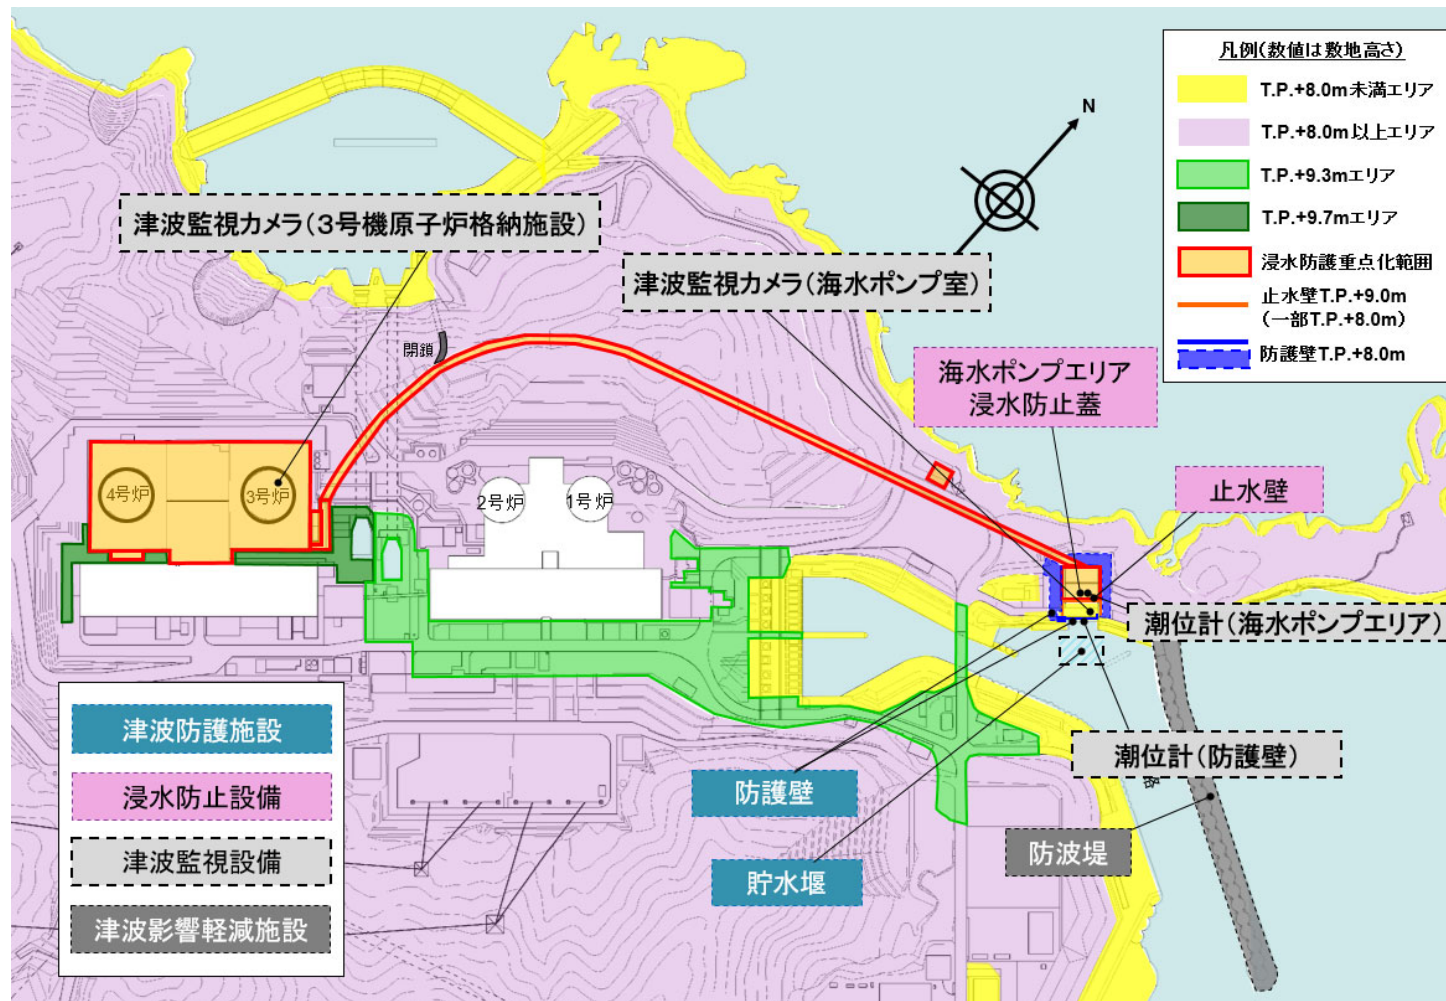 凡例(数値は敷地高さ)
T.P.+8.0m未満エリア
T.P.+8.0m以上エリア
T.P.+9.3mエリア
T.P.+9.7mエリア
浸水防護重点化範囲
止水壁T.P.+9.0m
(一部T.P.+8.0m)
防護壁T.P.+8.0m
N
津波監視カメラ(3号機原子炉格納施設)
津波監視カメラ(海水ポンプ室)
閉鎖
海水ポンプエリア
浸水防止蓋
止水壁
4号炉
3号炉
2号炉
1号炉
潮位計(海水ポンプエリア)
潮位計(防護壁)
路
防護壁
防波堤
貯水堰
津波防護施設
浸水防止設備
津波監視設備
津波影響軽減施設